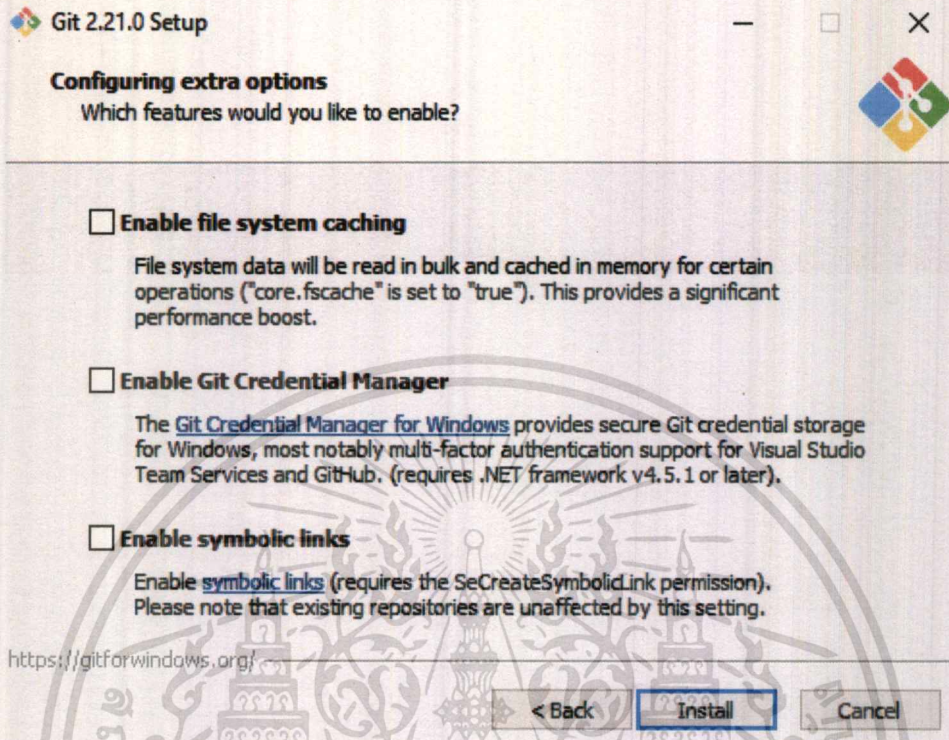 Git 2.21.0 Setup
Configuring extra options
Which features would you like to enable?
Enable file system caching
File system data will be read in bulk and cached in memory for certain
operations ("core.fscache" is set to "true"). This provides a significant
performance boost.
Enable Git Credential Manager
The Git Credential Manager for Windows provides secure Git credential storage
for Windows, most notably multi-factor authentication support for Visual Studio
Team Services and GitHub. (requires .NET framework v4.5.1 or later).
Enable symbolic links
Enable symbolic links (requires the SeCreateSymbolicLink permission).
Please note that existing repositories are unaffected by this setting.
https://gitforwindows.org/
< Back
Install
Cancel